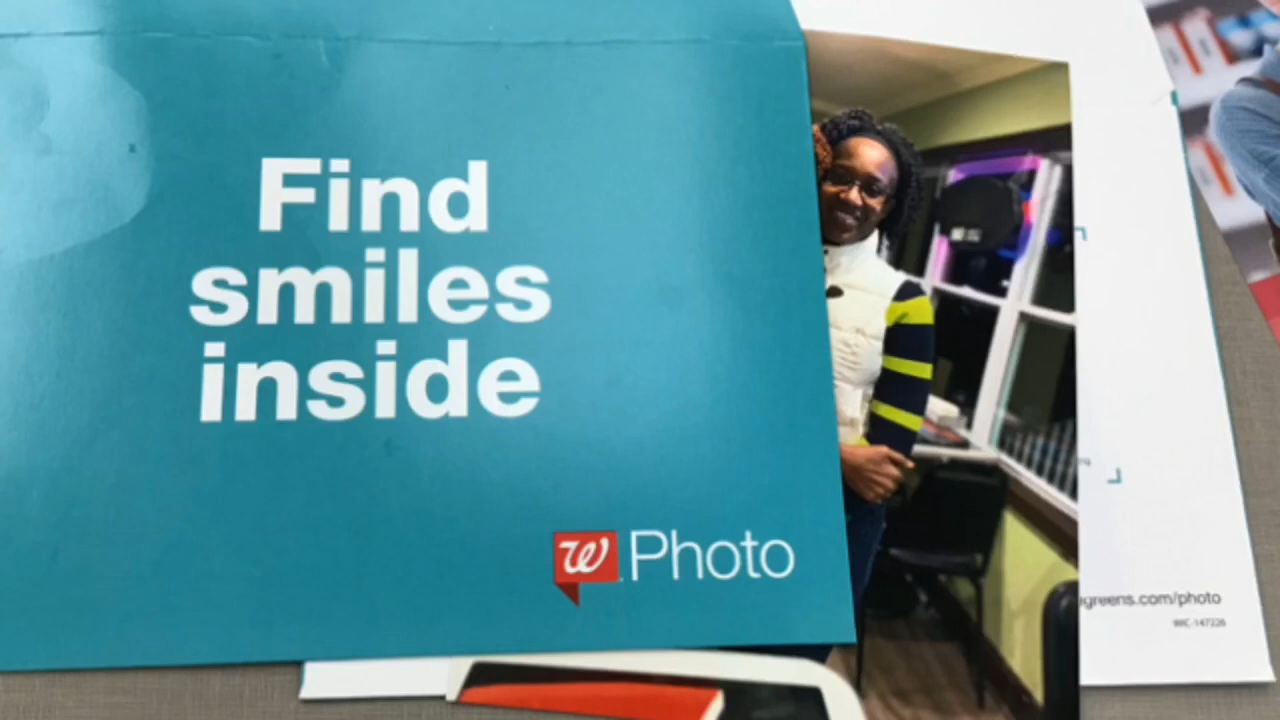 Find
smiles
inside
W Photo
greens.com/photo
WIC-147226